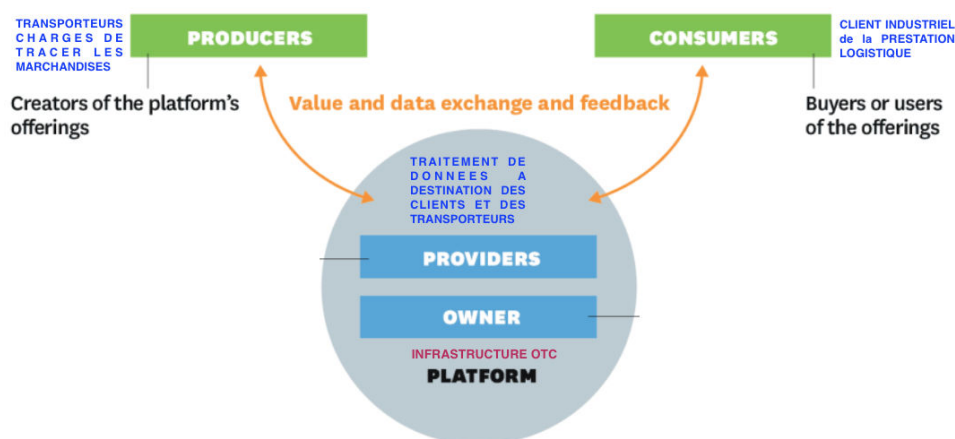 TRANSPORTEURS
CHARGES DE
TRACER LES
MARCHANDISES
PRODUCERS
CONSUMERS
CLIENT INDUSTRIEL
de la PRESTATION
LOGISTIQUE
Creators of the platform's
offerings
Value and data exchange and feedback
Buyers or users
of the offerings
TRAITEMENT DE
DONNEES A
DESTINATION DES
CLIENTS ET DES
TRANSPORTEURS
PROVIDERS
OWNER
INFRASTRUCTURE OTC
PLATFORM